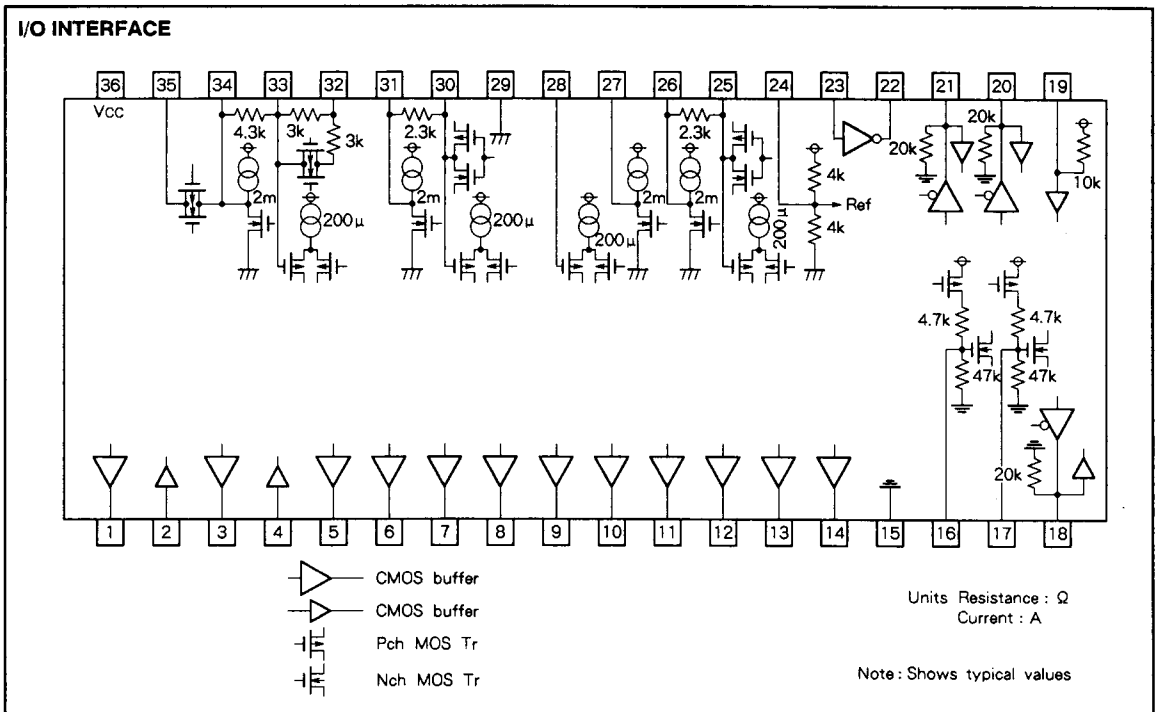 I/O INTERFACE
36 35 34 33 32 31 30 29 28 27 26 25 24 23 22 21 20 19
Vcc
4.3k 3k 2.3k 2.3k 20k 20k
3k 4k 10k
2m 2m 2m 2m
200μ 200μ 200μ 200μ
Ref
4k
4.7k 4.7k
47k 47k
20k
1 2 3 4 5 6 7 8 9 10 11 12 13 14 15 16 17 18
CMOS buffer
CMOS buffer
Pch MOS Tr
Nch MOS Tr
Units Resistance : Ω
Current : A
Note : Shows typical values